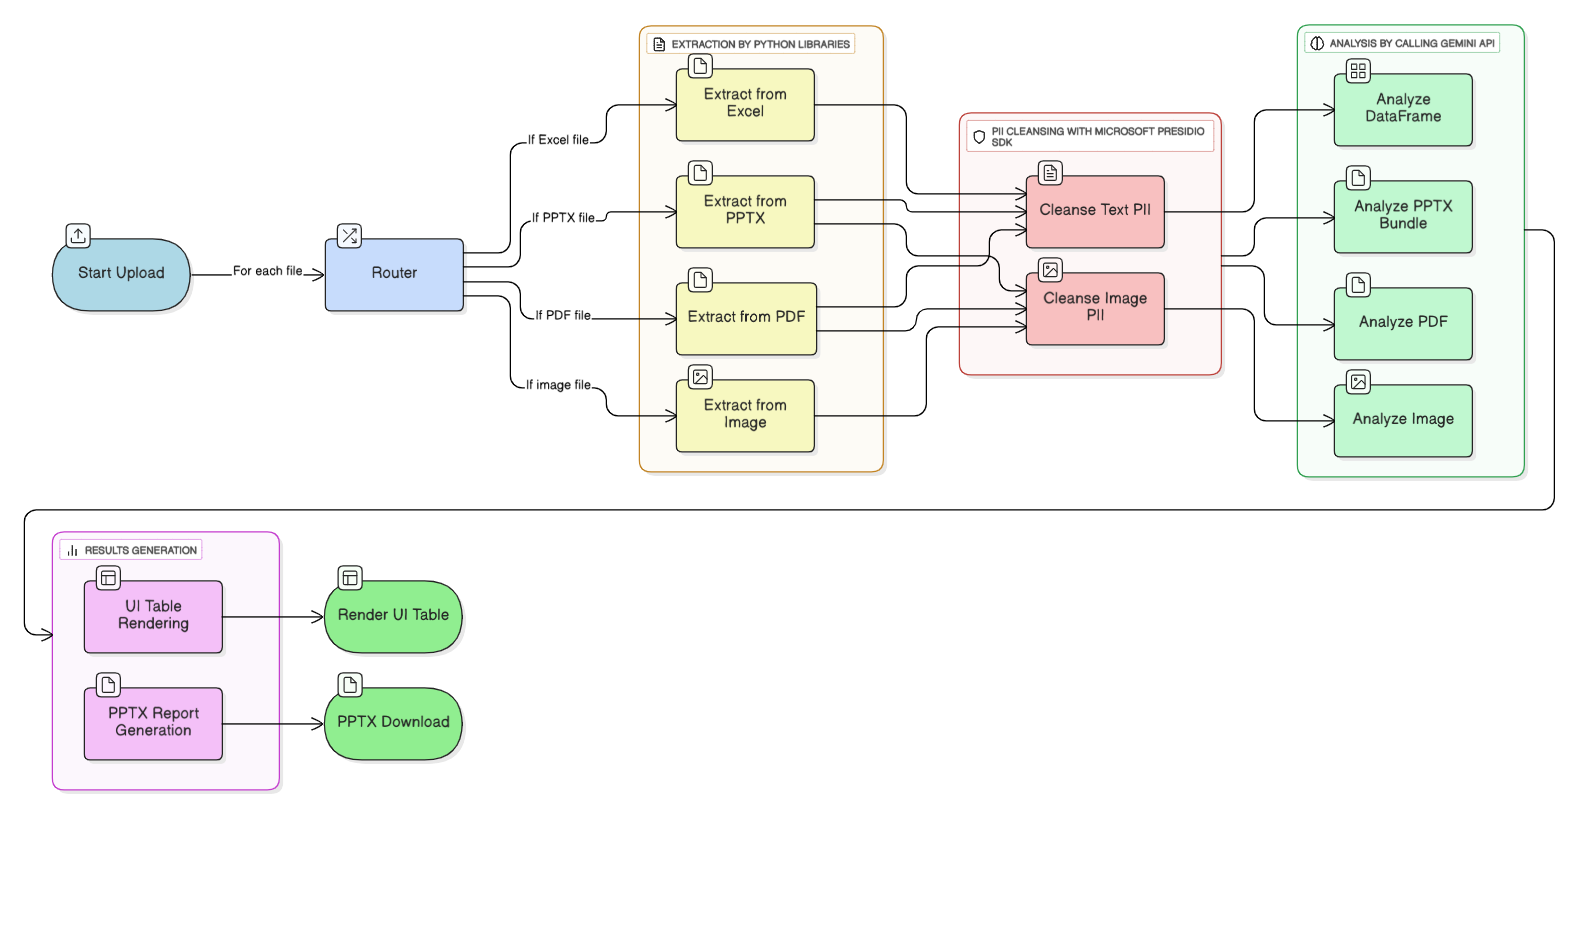 Start Upload
For each file
Router
If Excel file
If PPTX file
If PDF file
If image file
EXTRACTION BY PYTHON LIBRARIES
Extract from
Excel
Extract from
PPTX
Extract from PDF
Extract from
Image
PII CLEANSING WITH MICROSOFT PRESIDIO
SDK
Cleanse Text PII
Cleanse Image
PII
ANALYSIS BY CALLING GEMINI API
Analyze
DataFrame
Analyze PPTX
Bundle
Analyze PDF
Analyze Image
RESULTS GENERATION
UI Table
Rendering
Render UI Table
PPTX Report
Generation
PPTX Download